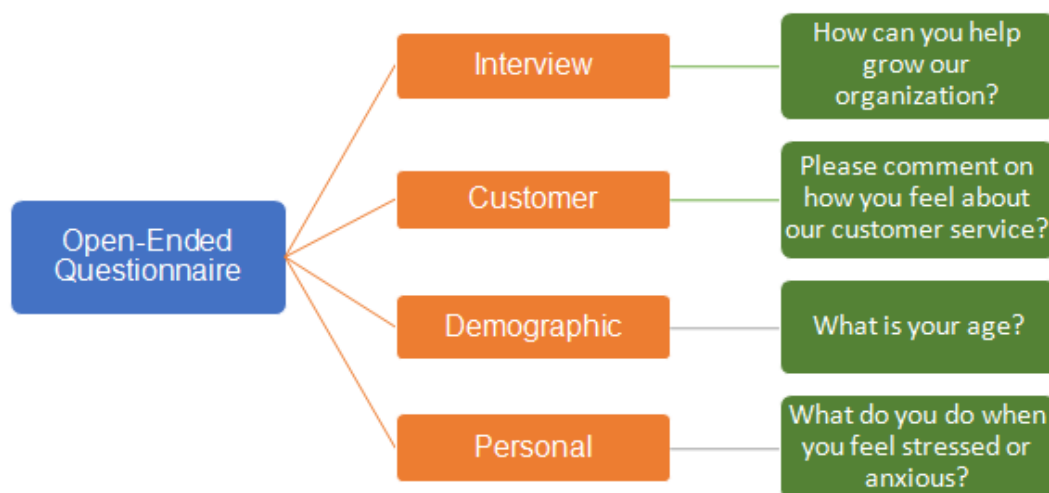 Open-Ended
Questionnaire
Interview
How can you help
grow our
organization?
Customer
Please comment on
how you feel about
our customer service?
Demographic
What is your age?
Personal
What do you do when
you feel stressed or
anxious?